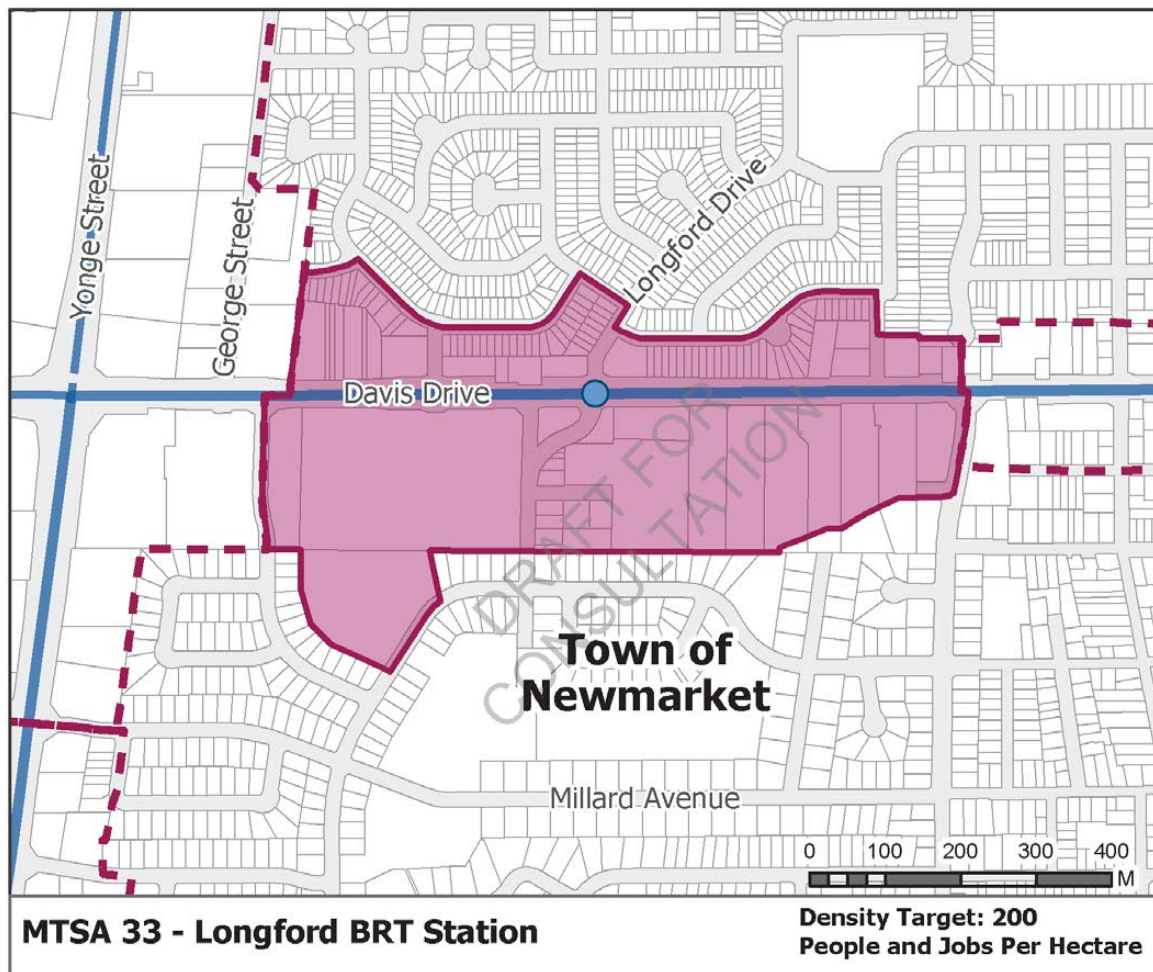 Yonge Street
George Street
Longford Drive
Davis Drive
DRAFT FOR
CONSULTATION
Town of
Newmarket
Millard Avenue
0 100 200 300 400
M
MTSA 33 - Longford BRT Station
Density Target: 200
People and Jobs Per Hectare